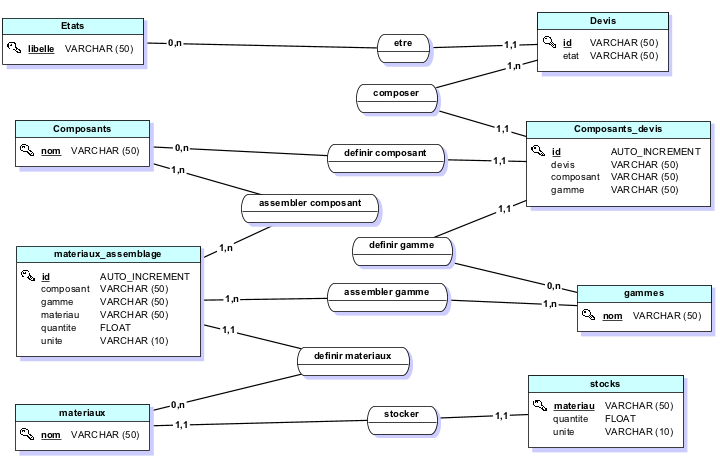 Etats
libelle VARCHAR (50)
0,n
etre
1,1
Devis
id VARCHAR (50)
etat VARCHAR (50)
1,n
composer
1,1
Composants
nom VARCHAR (50)
0,n
definir composant
1,1
Composants_devis
id AUTO_INCREMENT
devis VARCHAR (50)
composant VARCHAR (50)
gamme VARCHAR (50)
1,n
assembler composant
1,n
1,1
definir gamme
0,n
materiaux_assemblage
id AUTO_INCREMENT
composant VARCHAR (50)
gamme VARCHAR (50)
materiau VARCHAR (50)
quantite FLOAT
unite VARCHAR (10)
1,n
assembler gamme
1,n
gammes
nom VARCHAR (50)
1,1
definir materiaux
0,n
materiaux
nom VARCHAR (50)
1,1
stocker
1,1
stocks
materiau VARCHAR (50)
quantite FLOAT
unite VARCHAR (10)